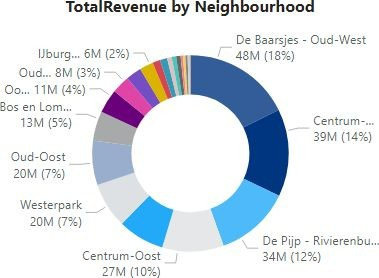 TotalRevenue by Neighbourhood
De Baarsjes - Oud-West
48M (18%)
Centrum-...
39M (14%)
De Pijp - Rivierenbu...
34M (12%)
Centrum-Oost
27M (10%)
Westerpark
20M (7%)
Oud-Oost
20M (7%)
Bos en Lom...
13M (5%)
Oo... 11M (4%)
Oud... 8M (3%)
IJburg... 6M (2%)